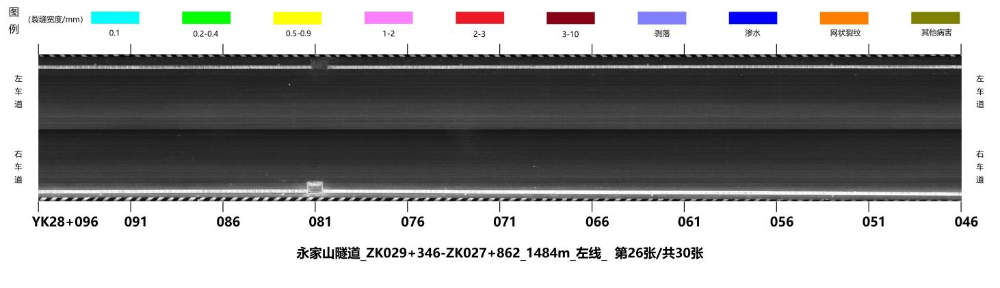 图例
(裂缝宽度/mm)
0.1
0.2-0.4
0.5-0.9
1-2
2-3
3-10
剥落
渗水
网状裂纹
其他病害
左车道
左车道
右车道
右车道
YK28+096 091 086 081 076 071 066 061 056 051 046
永家山隧道_ZK029+346-ZK027+862_1484m_左线_ 第26张/共30张